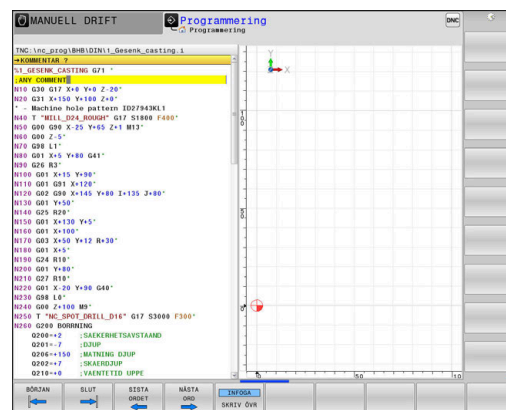 MANUELL DRIFT
Programmering
Programmering
DNC
TNC:\nc_prog\BHB\DIN\1_Gesenk_casting.i
→KOMMENTAR ?
%1_GESENK_CASTING G71 *
;ANY COMMENT
N10 G30 G17 X+0 Y+0 Z-20*
N20 G31 X+150 Y+100 Z+0*
* - Machine hole pattern ID27943KL1
N40 T "MILL_D24_ROUGH" G17 S1800 F400*
N50 G00 G90 X-25 Y+65 Z+1 M13*
N60 G00 Z-5*
N70 G98 L1*
N80 G01 X+5 Y+80 G41*
N90 G26 R3*
N100 G01 X+15 Y+90*
N110 G01 G91 X+120*
N120 G02 G90 X+145 Y+80 I+135 J+80*
N130 G01 Y+50*
N140 G25 R20*
N150 G01 X+130 Y+5*
N160 G01 X+100*
N170 G03 X+50 Y+12 R+30*
N180 G01 X+5*
N190 G24 R10*
N200 G01 Y+80*
N210 G27 R10*
N220 G01 X-20 Y+90 G40*
N230 G98 L0*
N240 G00 Z+100 M9*
N250 T "NC_SPOT_DRILL_D16" G17 S3000 F300*
N260 G200 BORRNING
Q200=+2 ;SAEKERHETSAVSTAAND
Q201=-7 ;DJUP
Q206=+150 ;MATNING DJUP
Q202=+7 ;SKAERDJUP
Q210=+0 ;VAENTETID UPPE
Y
X
100
50
0
0
50
10
BÖRJAN
SLUT
SISTA
ORDET
NÄSTA
ORD
INFOGA
SKRIV ÖVR